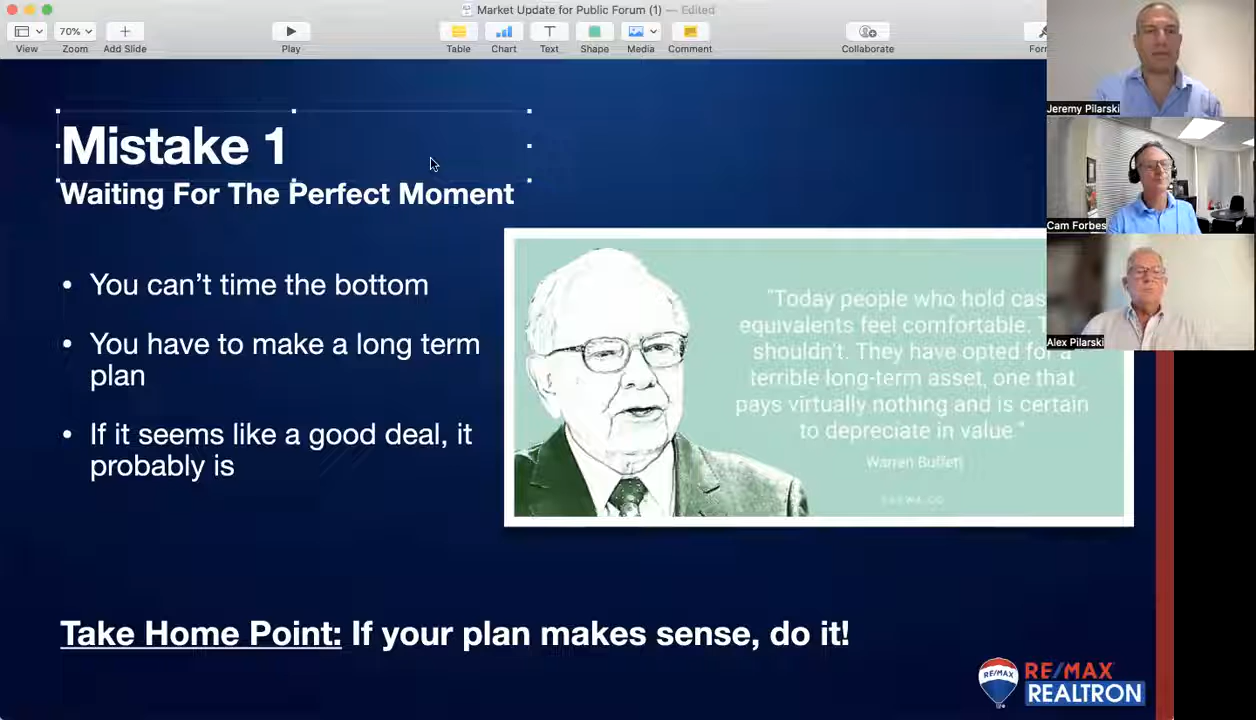 Market Update for Public Forum (1) — Edited
70%
View
Zoom
Add Slide
Play
Table
Chart
Text
Shape
Media
Comment
Collaborate
Jeremy Pilarski
Cam Forbes
Alex Pilarski
Mistake 1
Waiting For The Perfect Moment
• You can't time the bottom
• You have to make a long term
plan
• If it seems like a good deal, it
probably is
"Today people who hold
equivalents feel comfortable.
shouldn't. They have opted for a
terrible long-term asset, one that
pays virtually nothing and is certain
to depreciate in value."
Warren Buffett
Take Home Point: If your plan makes sense, do it!
RE/MAX
RE/MAX
REALTRON